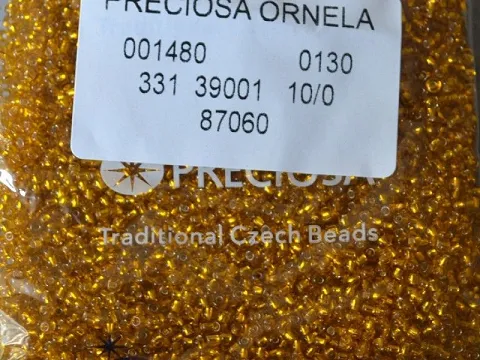 PRECIOSA ORNELA
001480 0130
331 39001 10/0
87060
PRECIOSA
Traditional Czech Beads